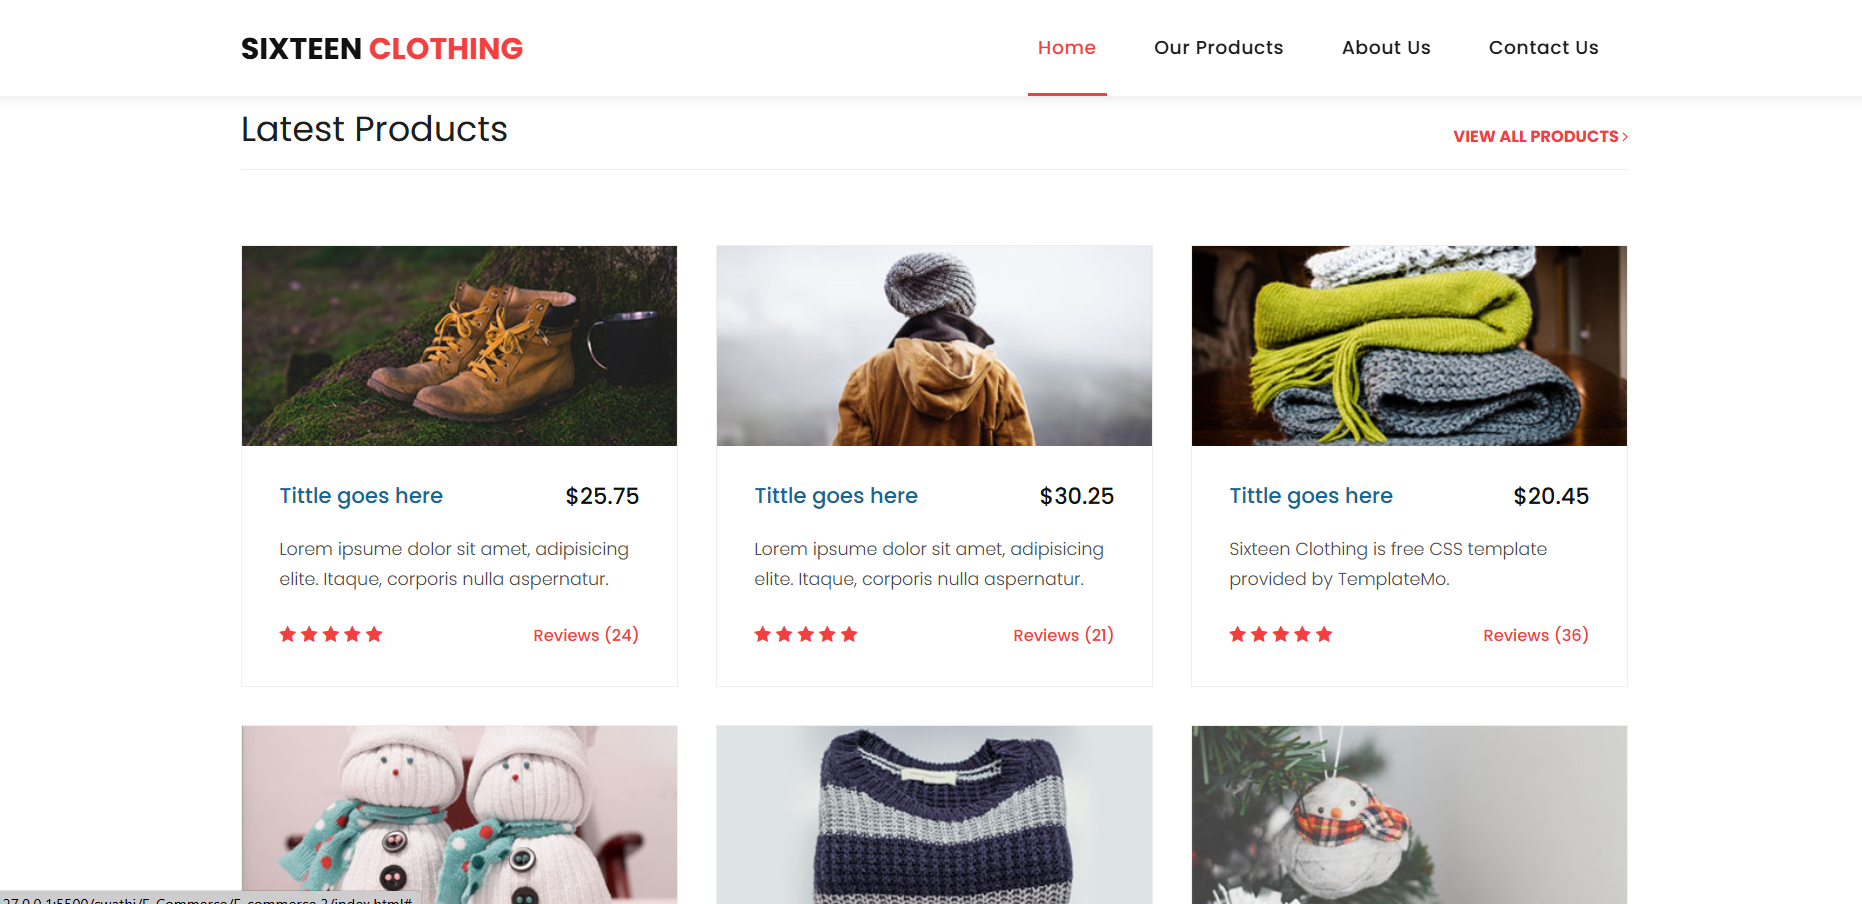 SIXTEEN CLOTHING
Home Our Products About Us Contact Us
Latest Products
VIEW ALL PRODUCTS
Tittle goes here $25.75
Lorem ipsume dolor sit amet, adipisicing
elite. Itaque, corporis nulla aspernatur.
Reviews (24)
Tittle goes here $30.25
Lorem ipsume dolor sit amet, adipisicing
elite. Itaque, corporis nulla aspernatur.
Reviews (21)
Tittle goes here $20.45
Sixteen Clothing is free CSS template
provided by TemplateMo.
Reviews (36)
27.0.0.1:5500/swathi/E_Commerce/E_commerce 2/index.html#